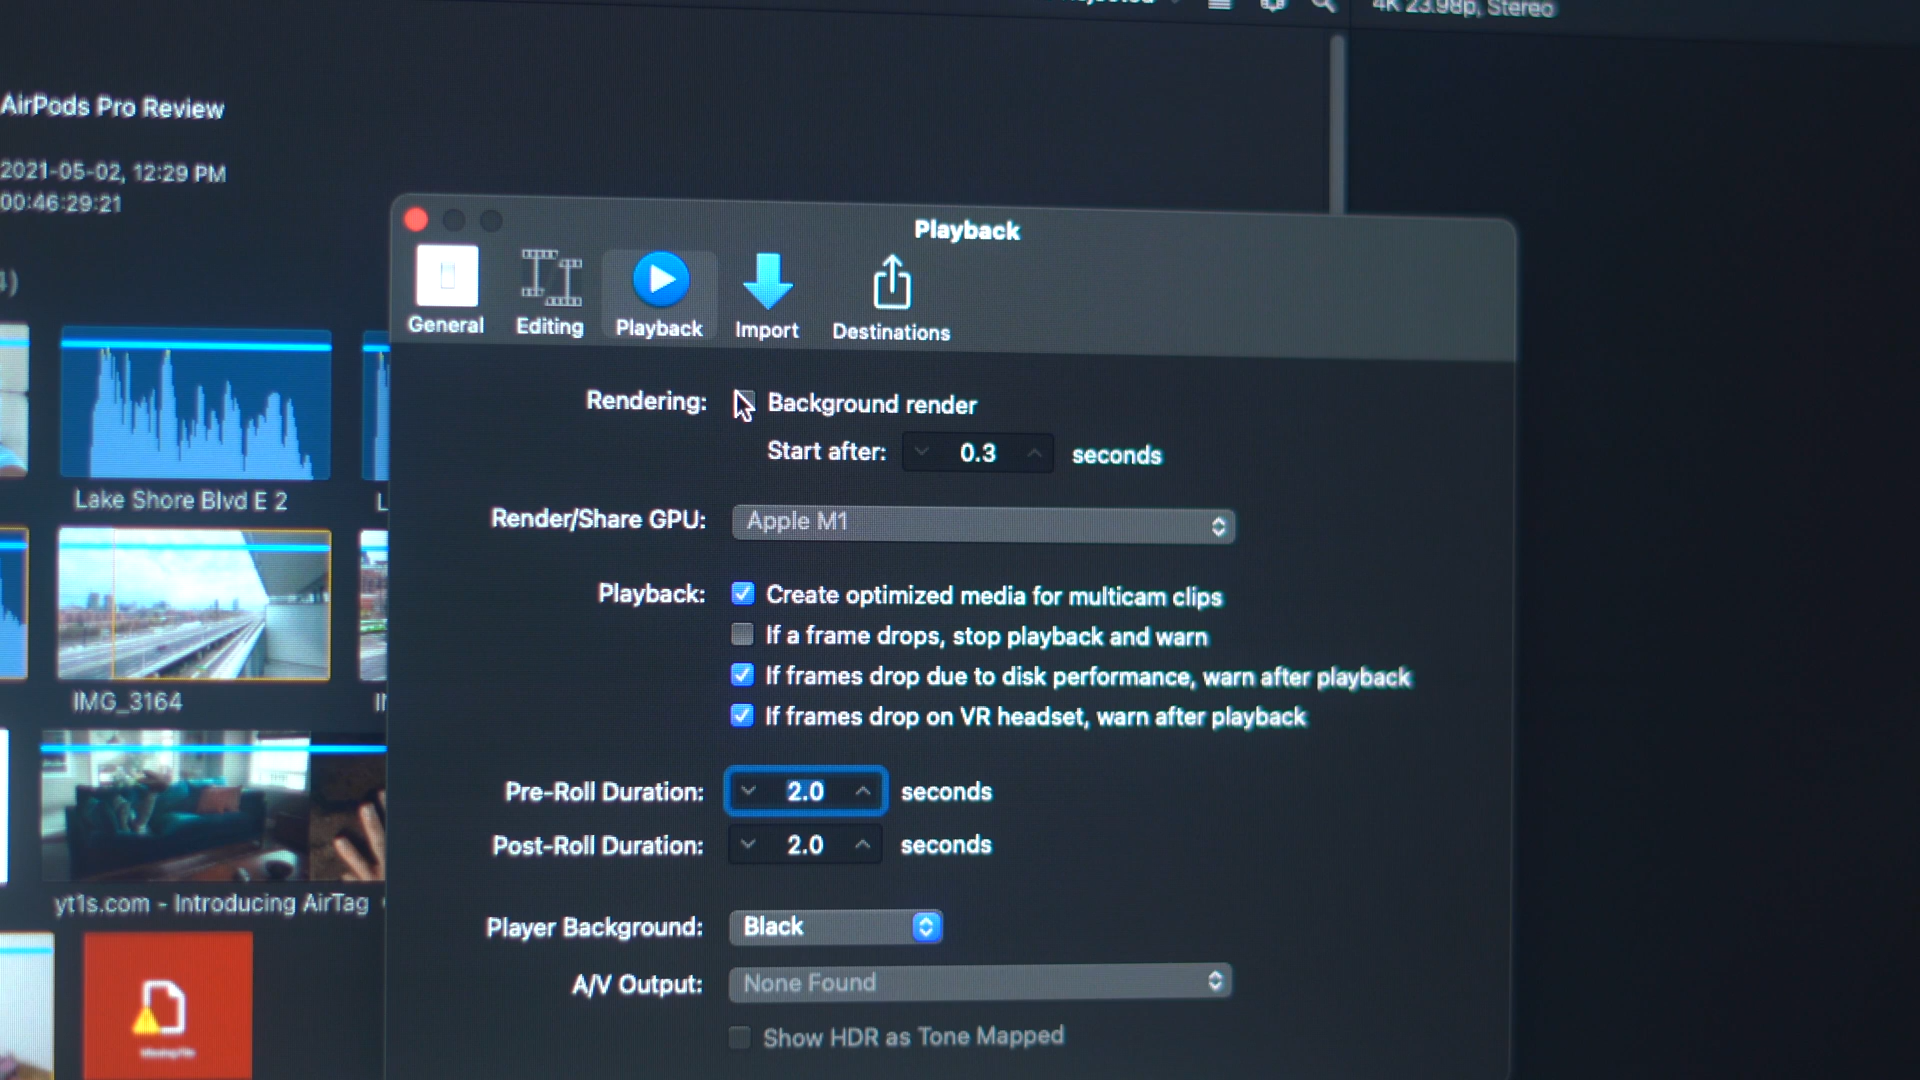 4K 23.98p, Stereo
AirPods Pro Review
2021-05-02, 12:29 PM
00:46:29:21
4)
Playback
General
Editing
Playback
Import
Destinations
Rendering:
Background render
Start after:
0.3
seconds
Render/Share GPU:
Apple M1
Playback:
Create optimized media for multicam clips
If a frame drops, stop playback and warn
If frames drop due to disk performance, warn after playback
If frames drop on VR headset, warn after playback
Pre-Roll Duration:
2.0
seconds
Post-Roll Duration:
2.0
seconds
Player Background:
Black
A/V Output:
None Found
Show HDR as Tone Mapped
Lake Shore Blvd E 2
L
IMG_3164
yt1s.com - Introducing AirTag